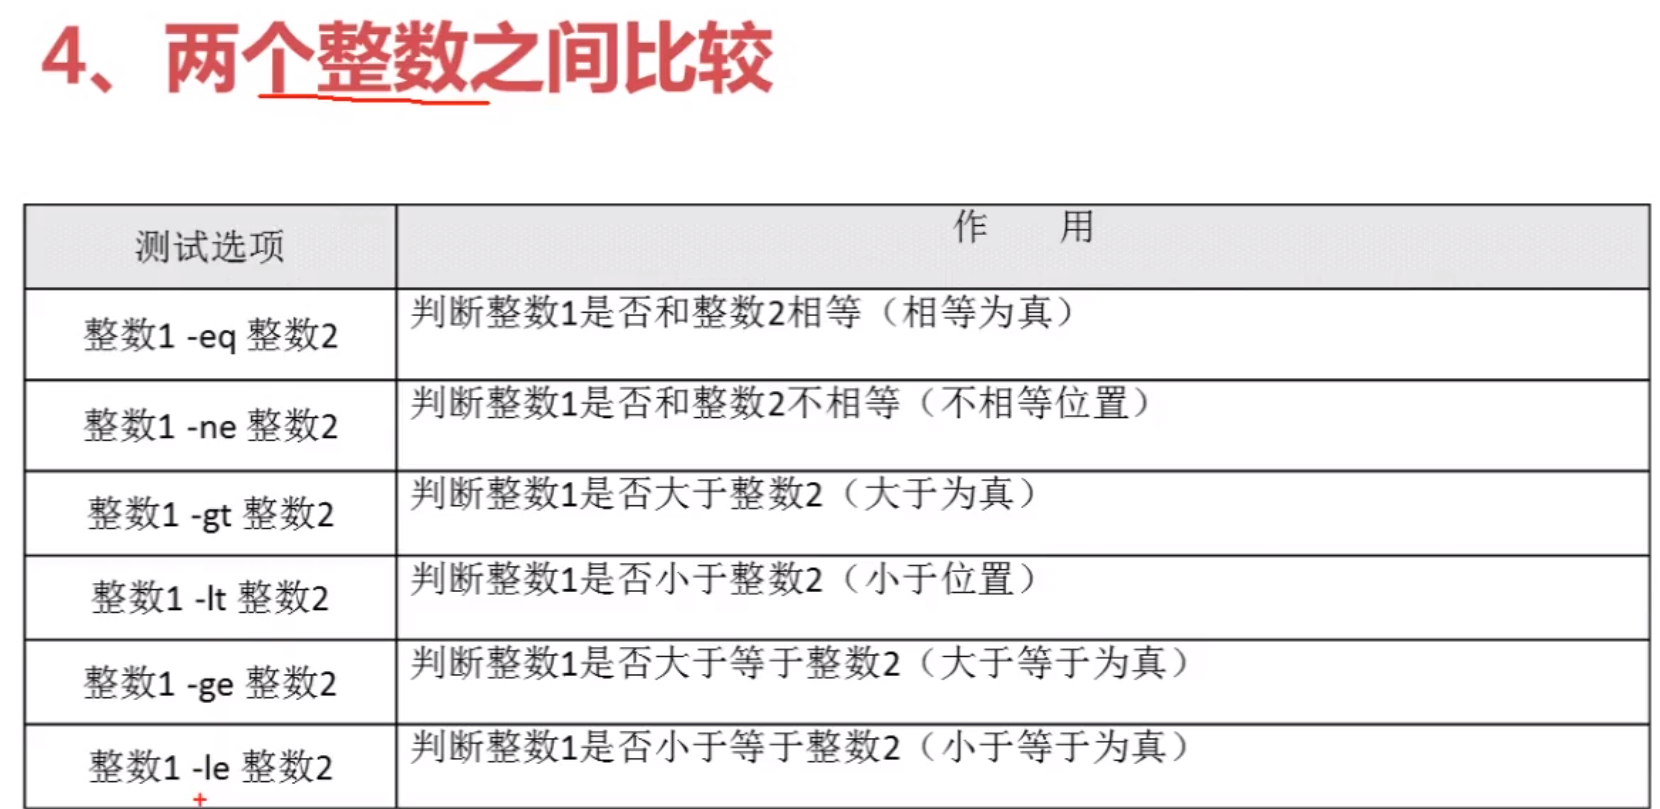 4、两个整数之间比较
测试选项 作 用
整数1 -eq 整数2 判断整数1是否和整数2相等（相等为真）
整数1 -ne 整数2 判断整数1是否和整数2不相等（不相等位置）
整数1 -gt 整数2 判断整数1是否大于整数2（大于为真）
整数1 -lt 整数2 判断整数1是否小于整数2（小于位置）
整数1 -ge 整数2 判断整数1是否大于等于整数2（大于等于为真）
整数1 -le 整数2 判断整数1是否小于等于整数2（小于等于为真）